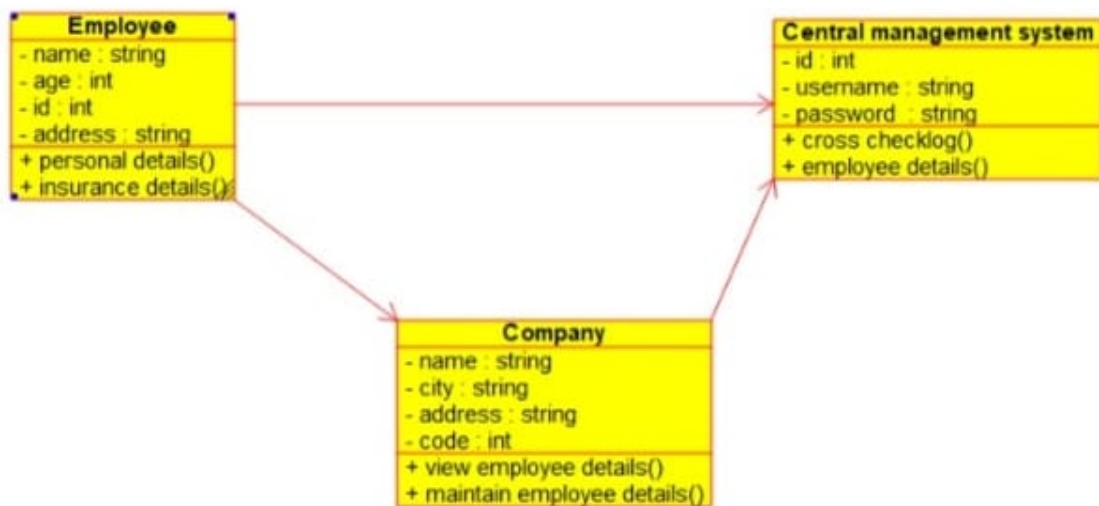 Employee
- name : string
- age : int
- id : int
- address : string
+ personal details()
+ insurance details()
Central management system
- id : int
- username : string
- password : string
+ cross checklog()
+ employee details()
Company
- name : string
- city : string
- address : string
- code : int
+ view employee details()
+ maintain employee details()